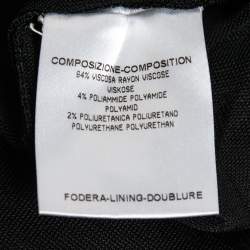 COMPOSIZIONE-COMPOSITION
64% VISCOSA RAYON VISCOSE
VISKOSE
4% POLIAMMIDE POLYAMIDE
POLYAMID
2% POLIURETANICA POLIURETANO
POLYURETHANE POLYURETHAN
FODERA-LINING-DOUBLURE